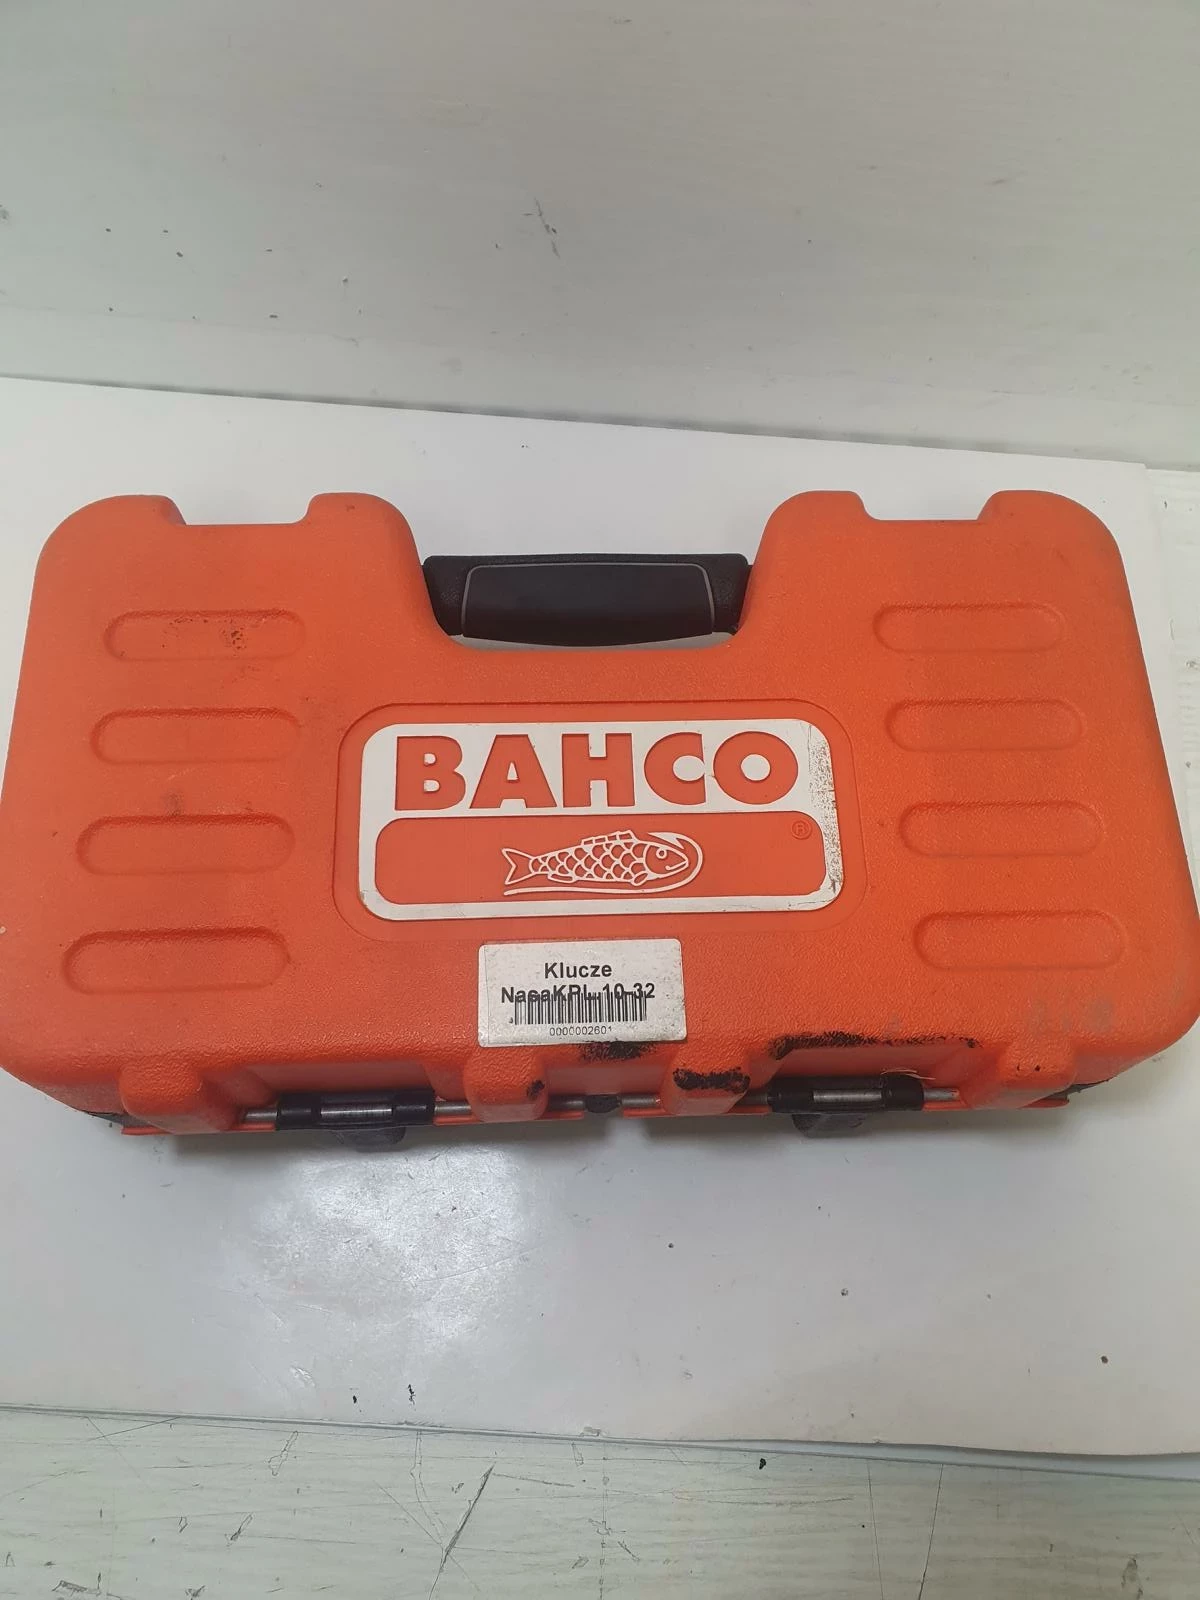 BAHCO
®
Klucze
NasaKPL 10-32
0000002601